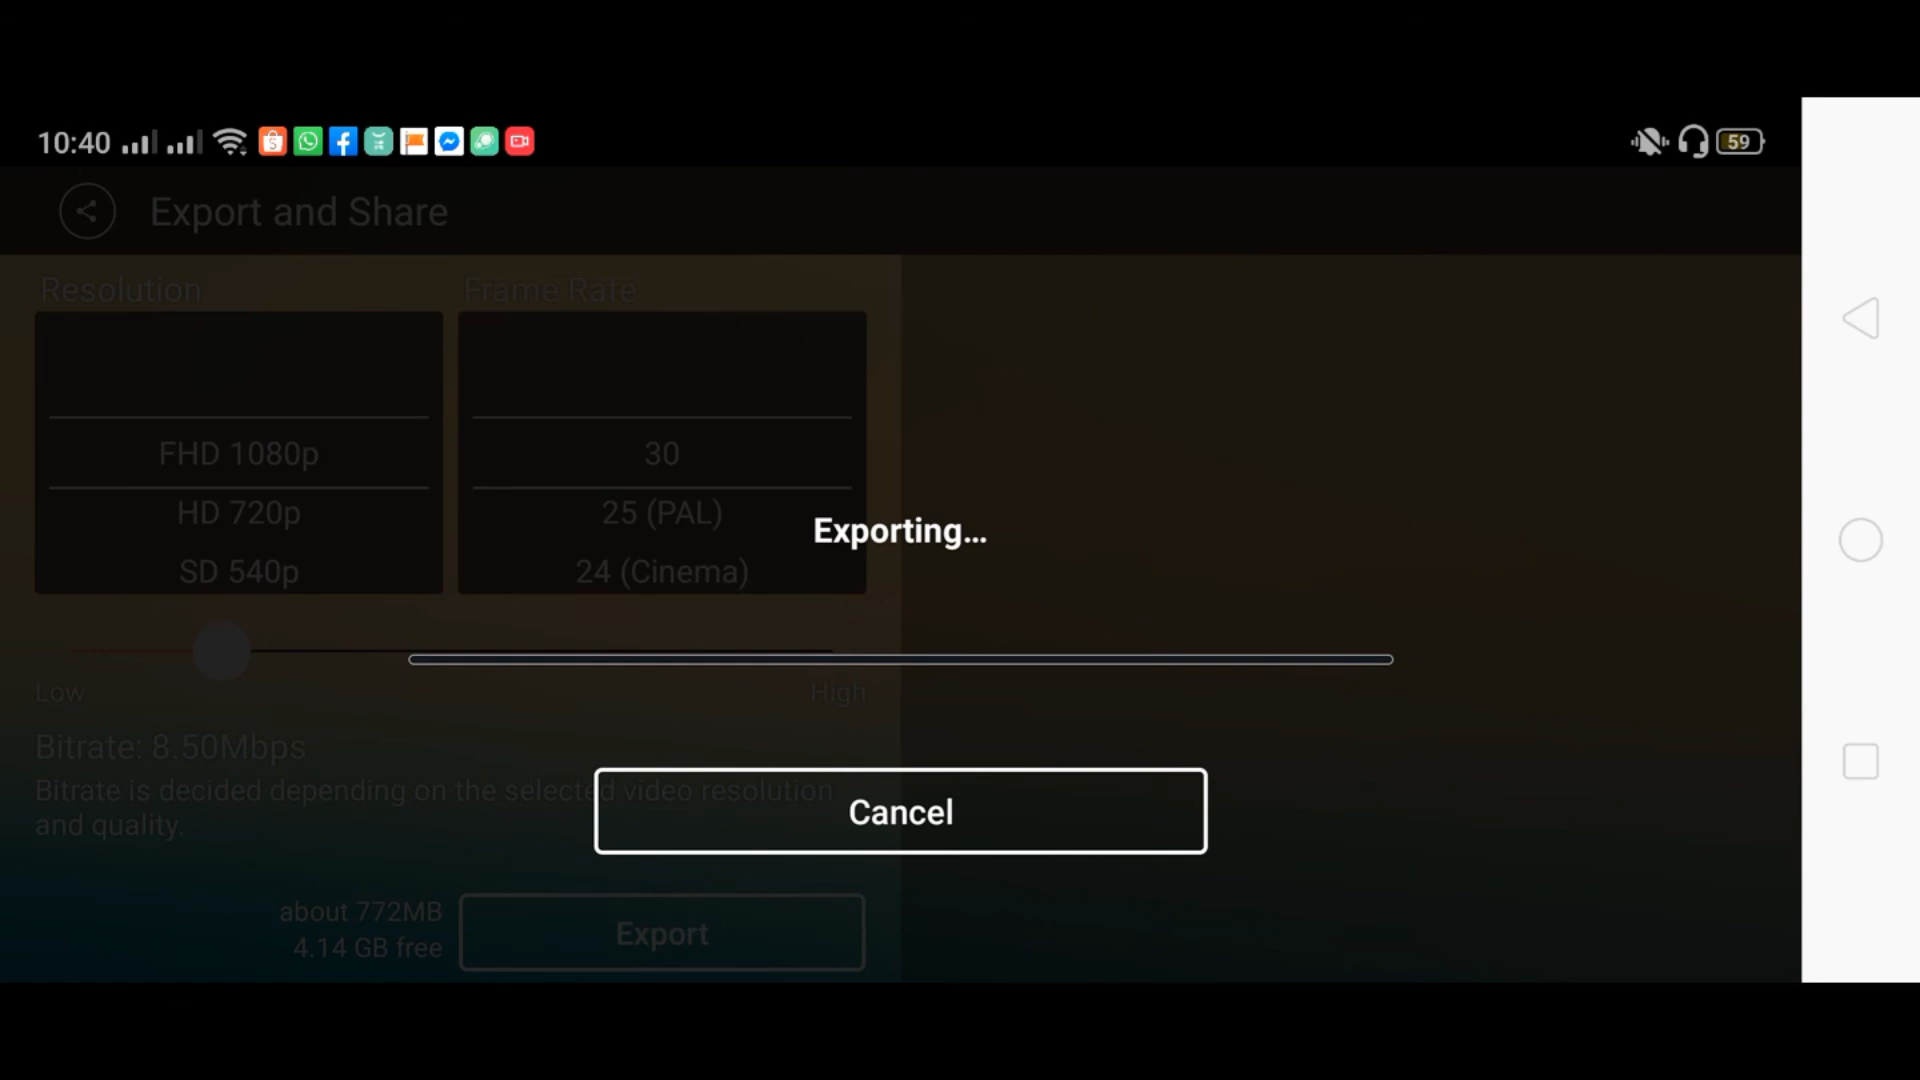 10:40
59
Export and Share
Resolution
Frame Rate
FHD 1080p
HD 720p
SD 540p
30
25 (PAL)
24 (Cinema)
Exporting...
Low
High
Bitrate: 8.50Mbps
Bitrate is decided depending on the selected video resolution
and quality.
Cancel
about 772MB
4.14 GB free
Export